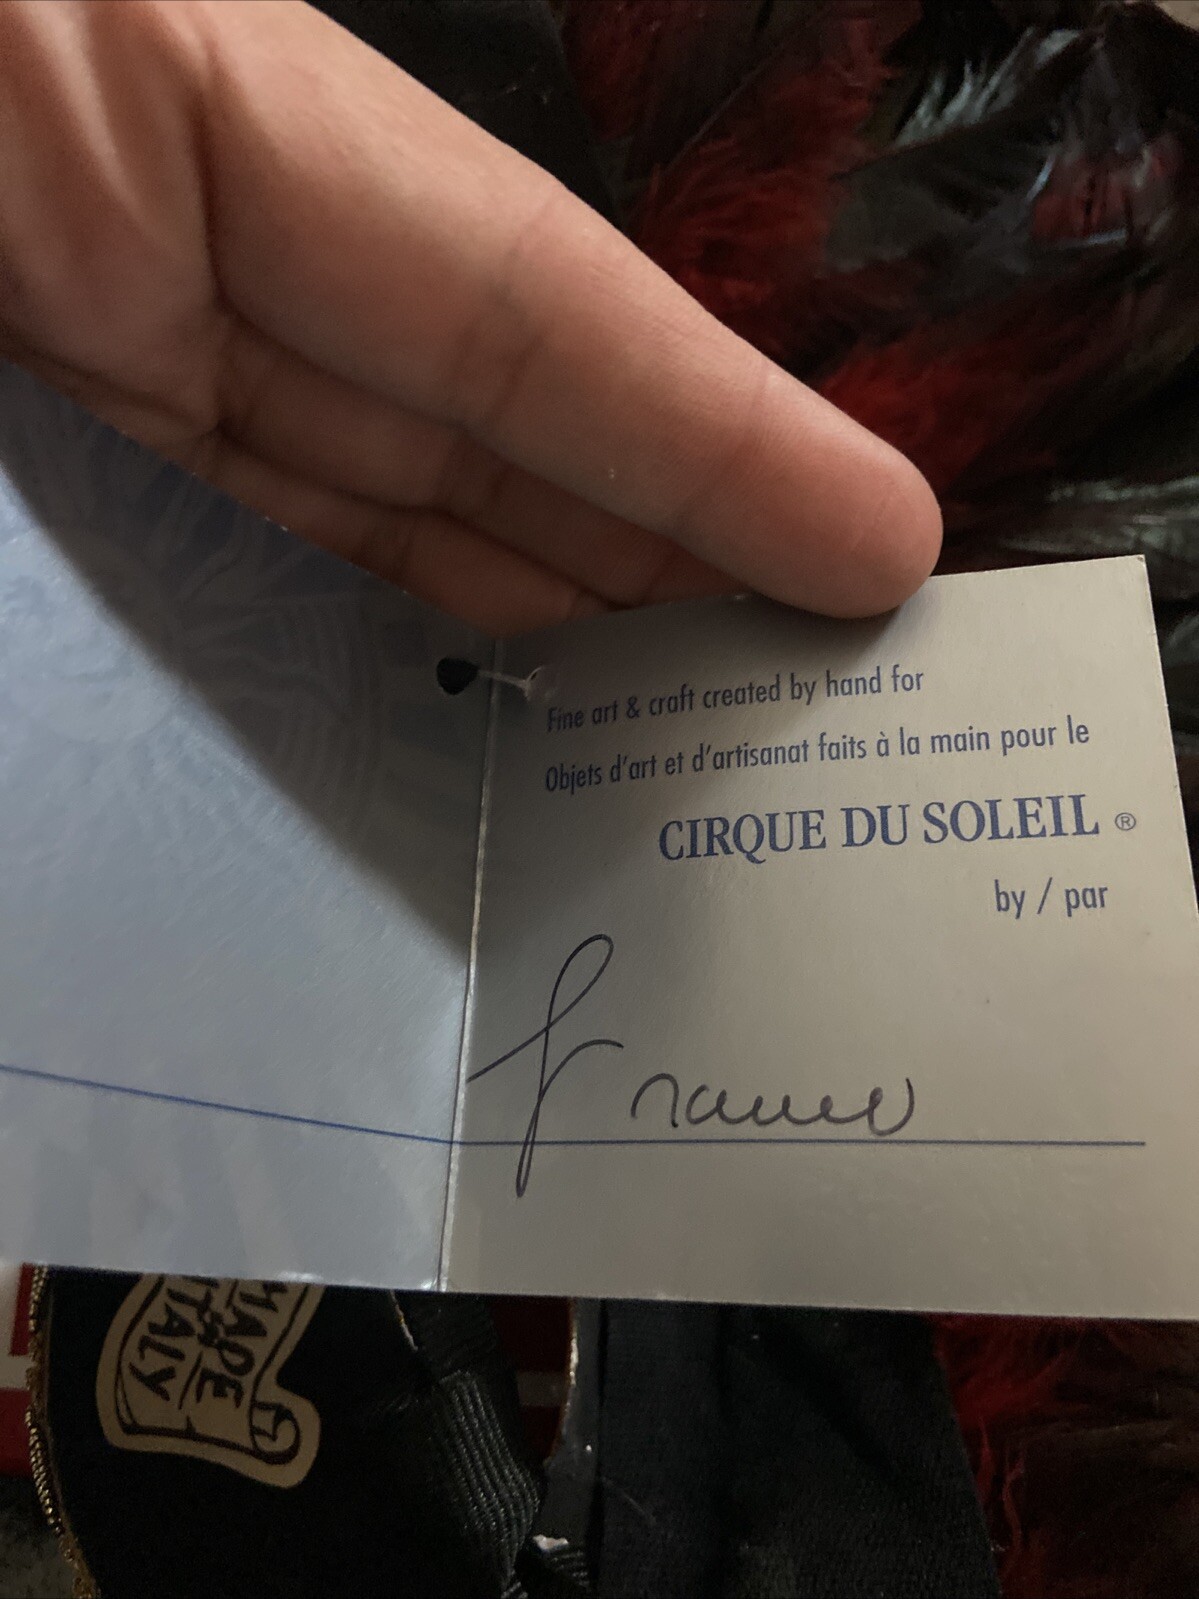 Fine art & craft created by hand for
Objets d'art et d'artisanat faits à la main pour le
CIRQUE DU SOLEIL ®
by / par
MADE
IN
ITALY